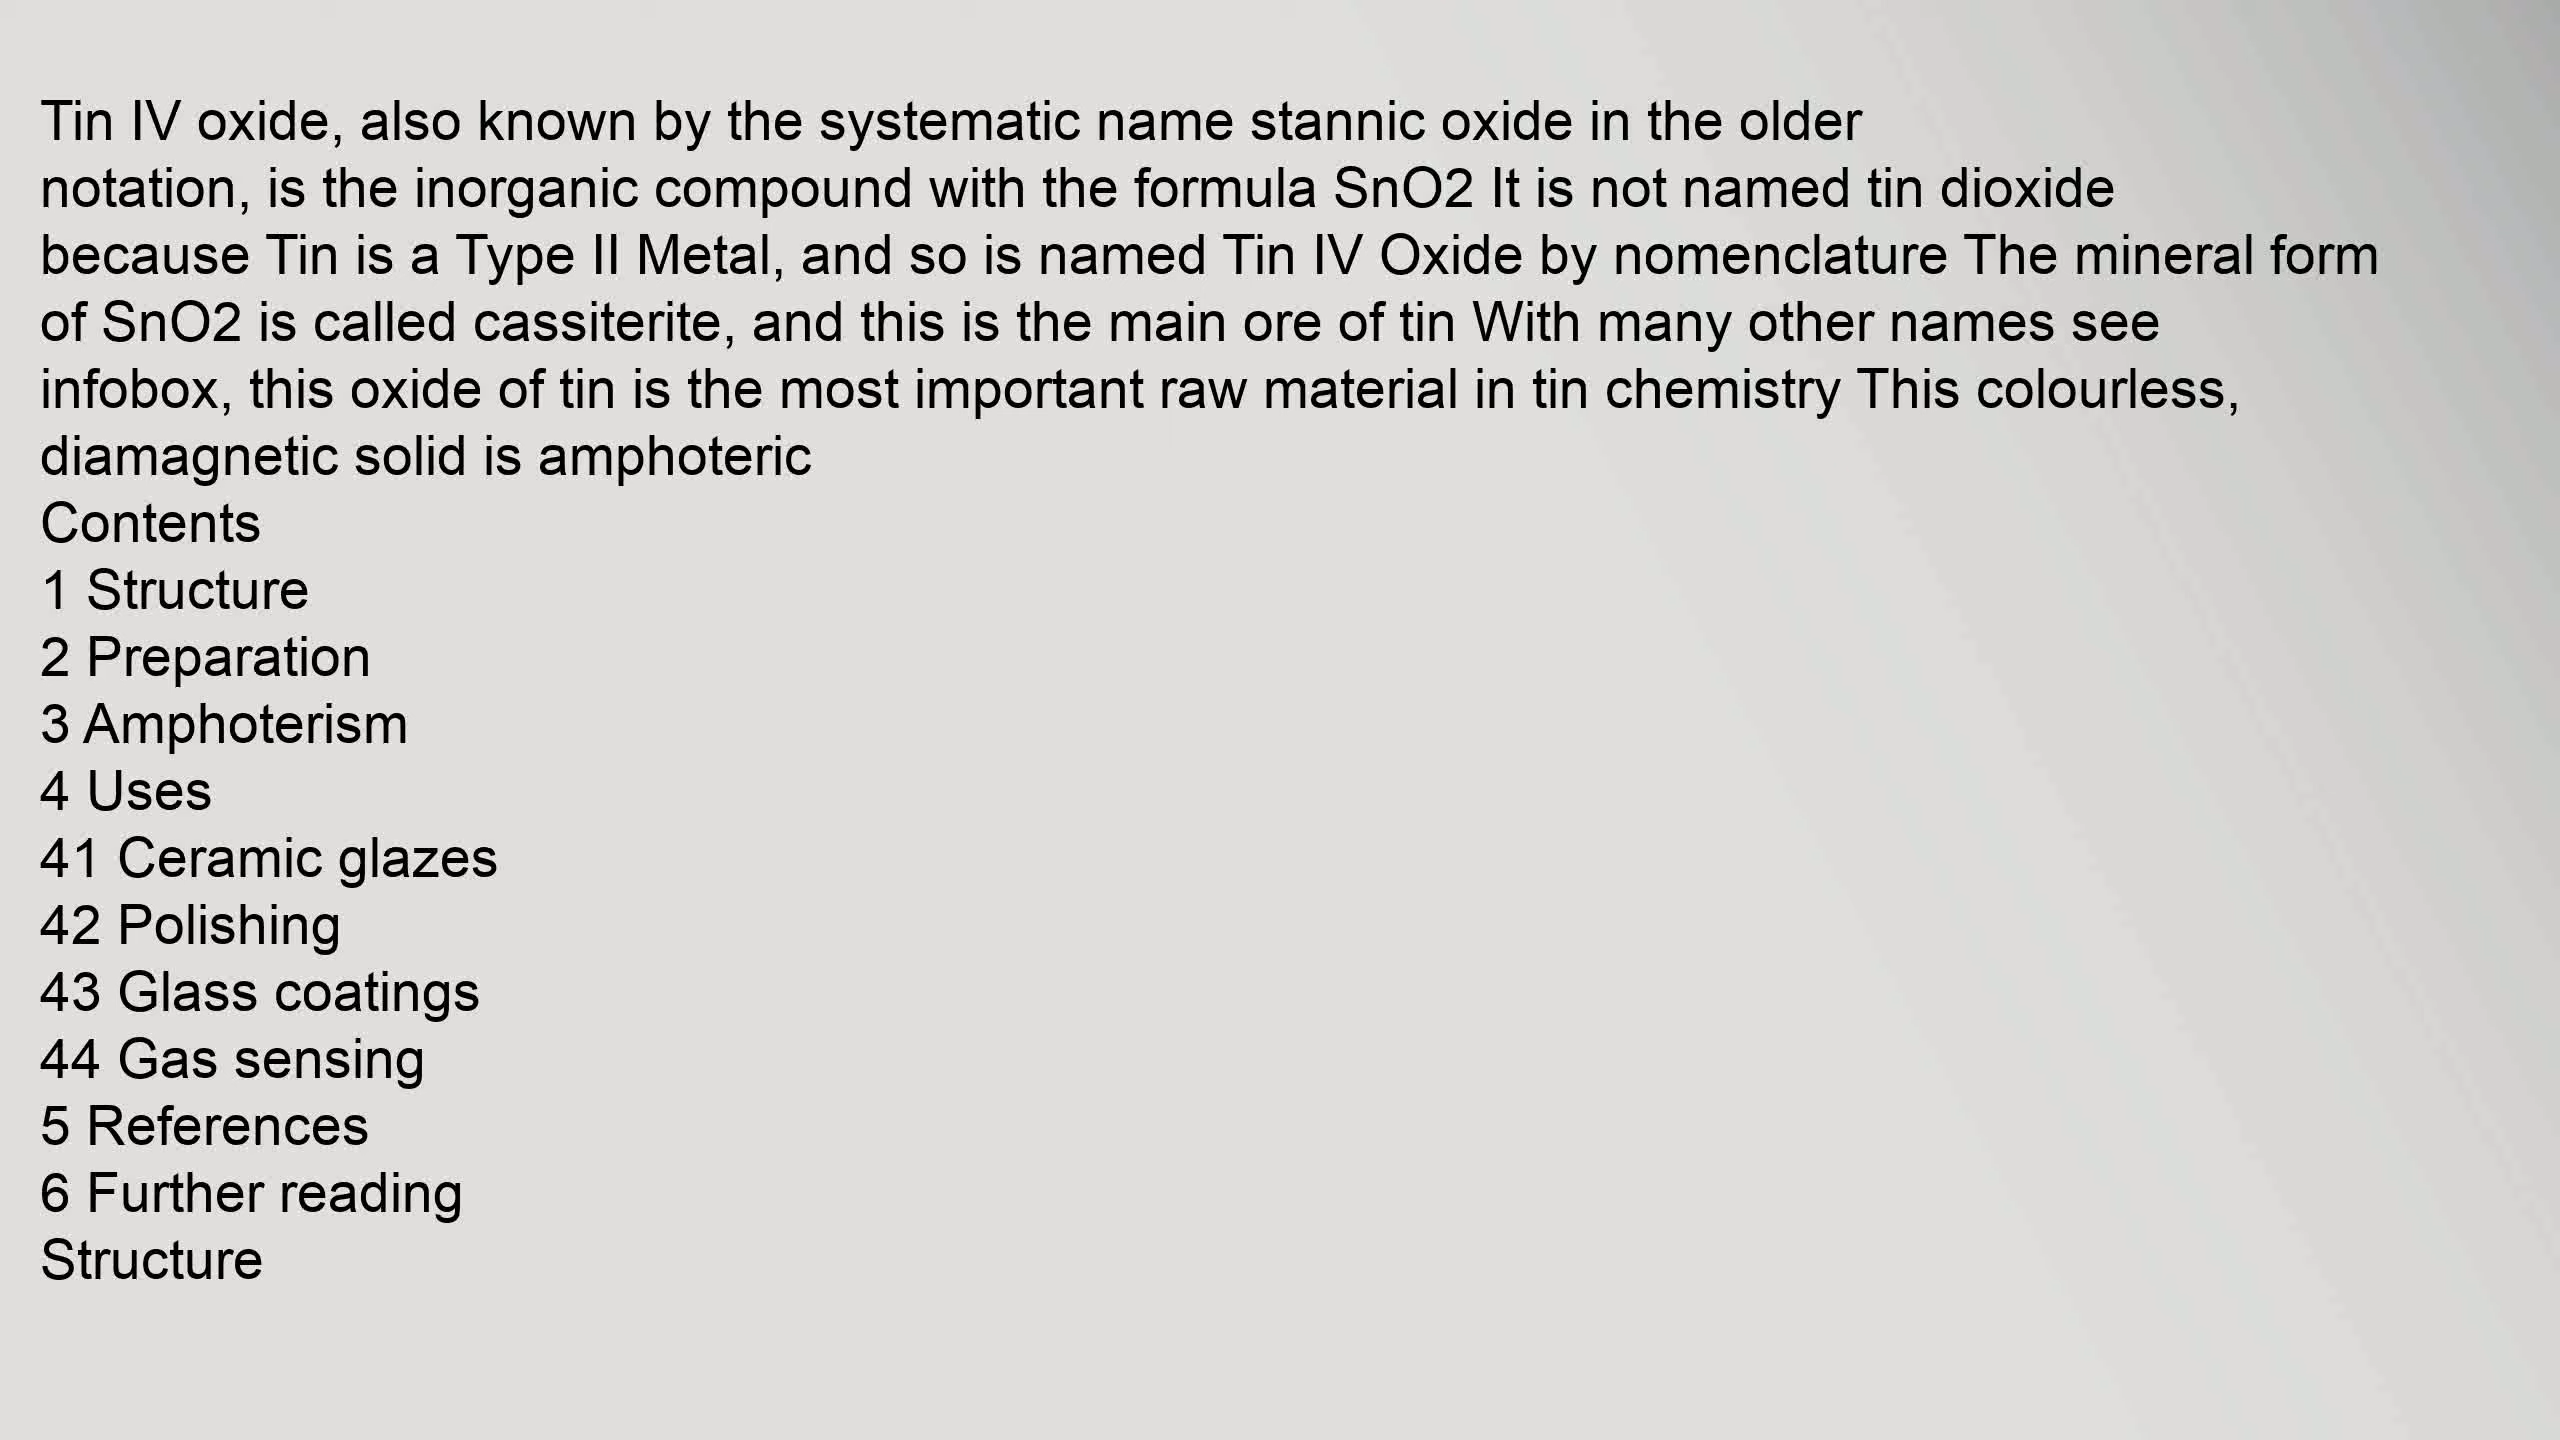 Tin IV oxide, also known by the systematic name stannic oxide in the older
notation, is the inorganic compound with the formula SnO2 It is not named tin dioxide
because Tin is a Type II Metal, and so is named Tin IV Oxide by nomenclature The mineral form
of SnO2 is called cassiterite, and this is the main ore of tin With many other names see
infobox, this oxide of tin is the most important raw material in tin chemistry This colourless,
diamagnetic solid is amphoteric
Contents
1 Structure
2 Preparation
3 Amphoterism
4 Uses
41 Ceramic glazes
42 Polishing
43 Glass coatings
44 Gas sensing
5 References
6 Further reading
Structure